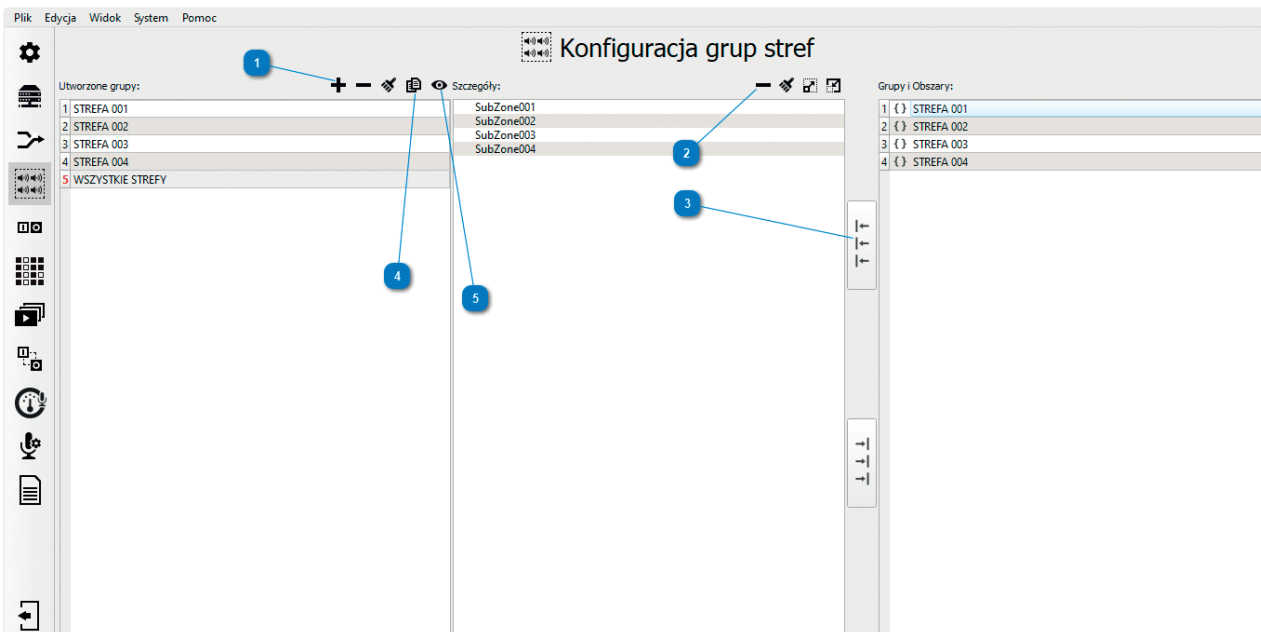 Plik Edycja Widok System Pomoc
Konfiguracja grup stref
1
Utworzone grupy:
1 STREFA 001
2 STREFA 002
3 STREFA 003
4 STREFA 004
5 WSZYSTKIE STREFY
4
5
Szczegóły:
SubZone001
SubZone002
SubZone003
SubZone004
2
3
Grupy i Obszary:
1 { } STREFA 001
2 { } STREFA 002
3 { } STREFA 003
4 { } STREFA 004